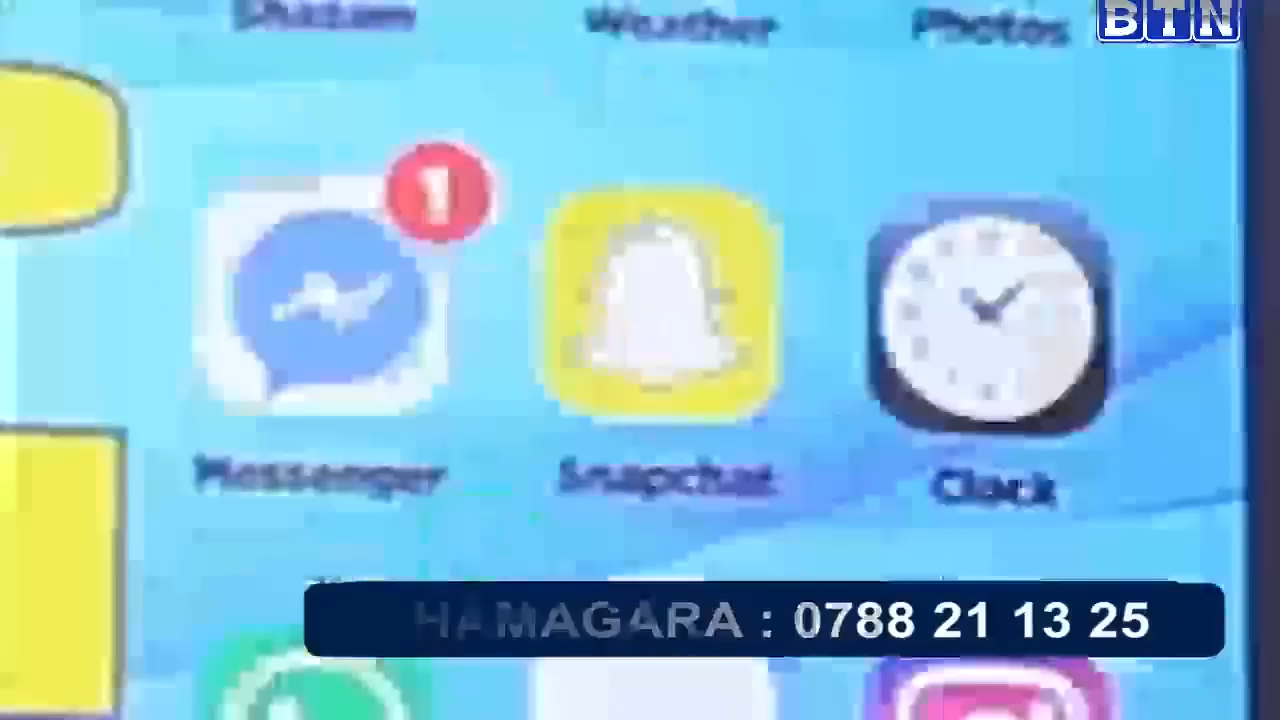 Shazam
Weather
Photos
BTN
1
Messenger
Snapchat
Clock
HAMAGARA : 0788 21 13 25